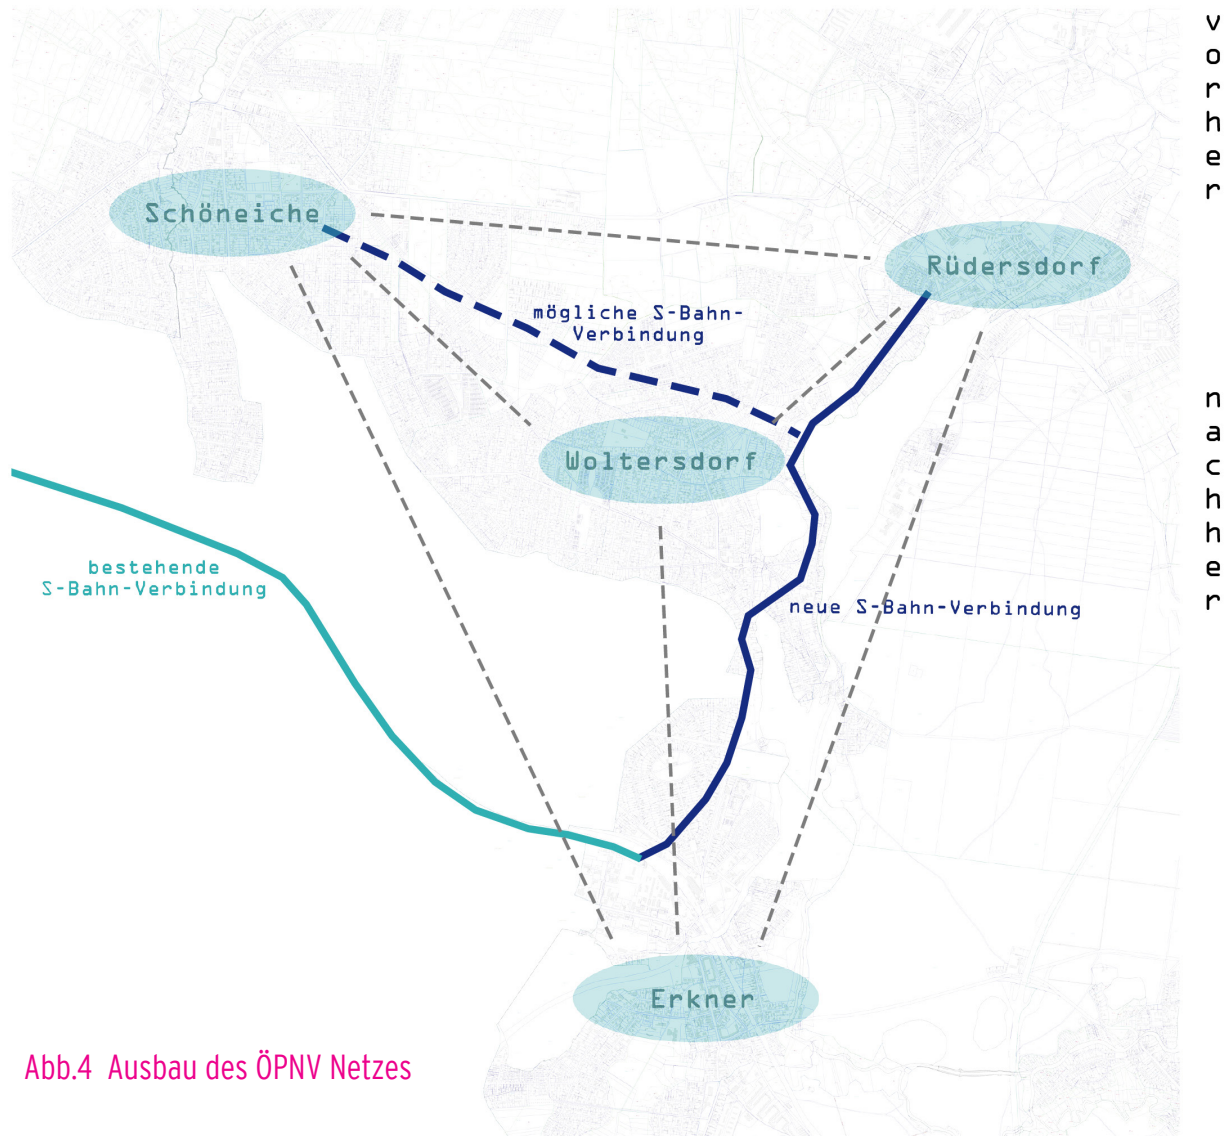 Schöneiche
Rüdersdorf
mögliche S-Bahn-
Verbindung
Woltersdorf
bestehende
S-Bahn-Verbindung
neue S-Bahn-Verbindung
Erkner
Abb.4 Ausbau des ÖPNV Netzes
vorher
nachher